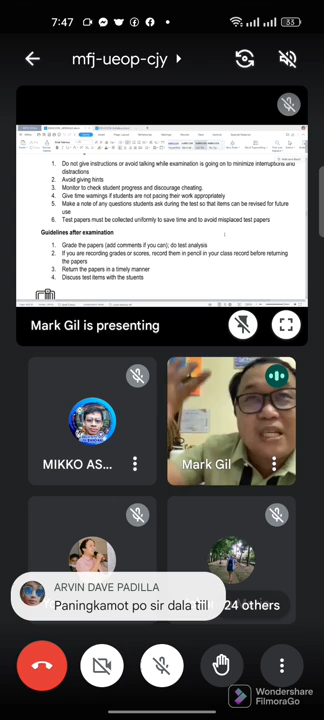 7:47
33
mfj-ueop-cjy
1. Do not give instructions or avoid talking while examination is going on to minimize interruptions and
distractions
2. Avoid giving hints
3. Monitor to check student progress and discourage cheating.
4. Give time warnings if students are not pacing their work appropriately
5. Make a note of any questions students ask during the test so that items can be revised for future
use
6. Test papers must be collected uniformly to save time and to avoid misplaced test papers
Guidelines after examination
1. Grade the papers (add comments if you can); do test analysis
2. If you are recording grades or scores, record them in pencil in your class record before returning
the papers
3. Return the papers in a timely manner
4. Discuss test items with the stuents
Mark Gil is presenting
MIKKO AS...
Mark Gil
ARVIN DAVE PADILLA
Paningkamot po sir dala tiil
24 others
Wondershare
FilmoraGo